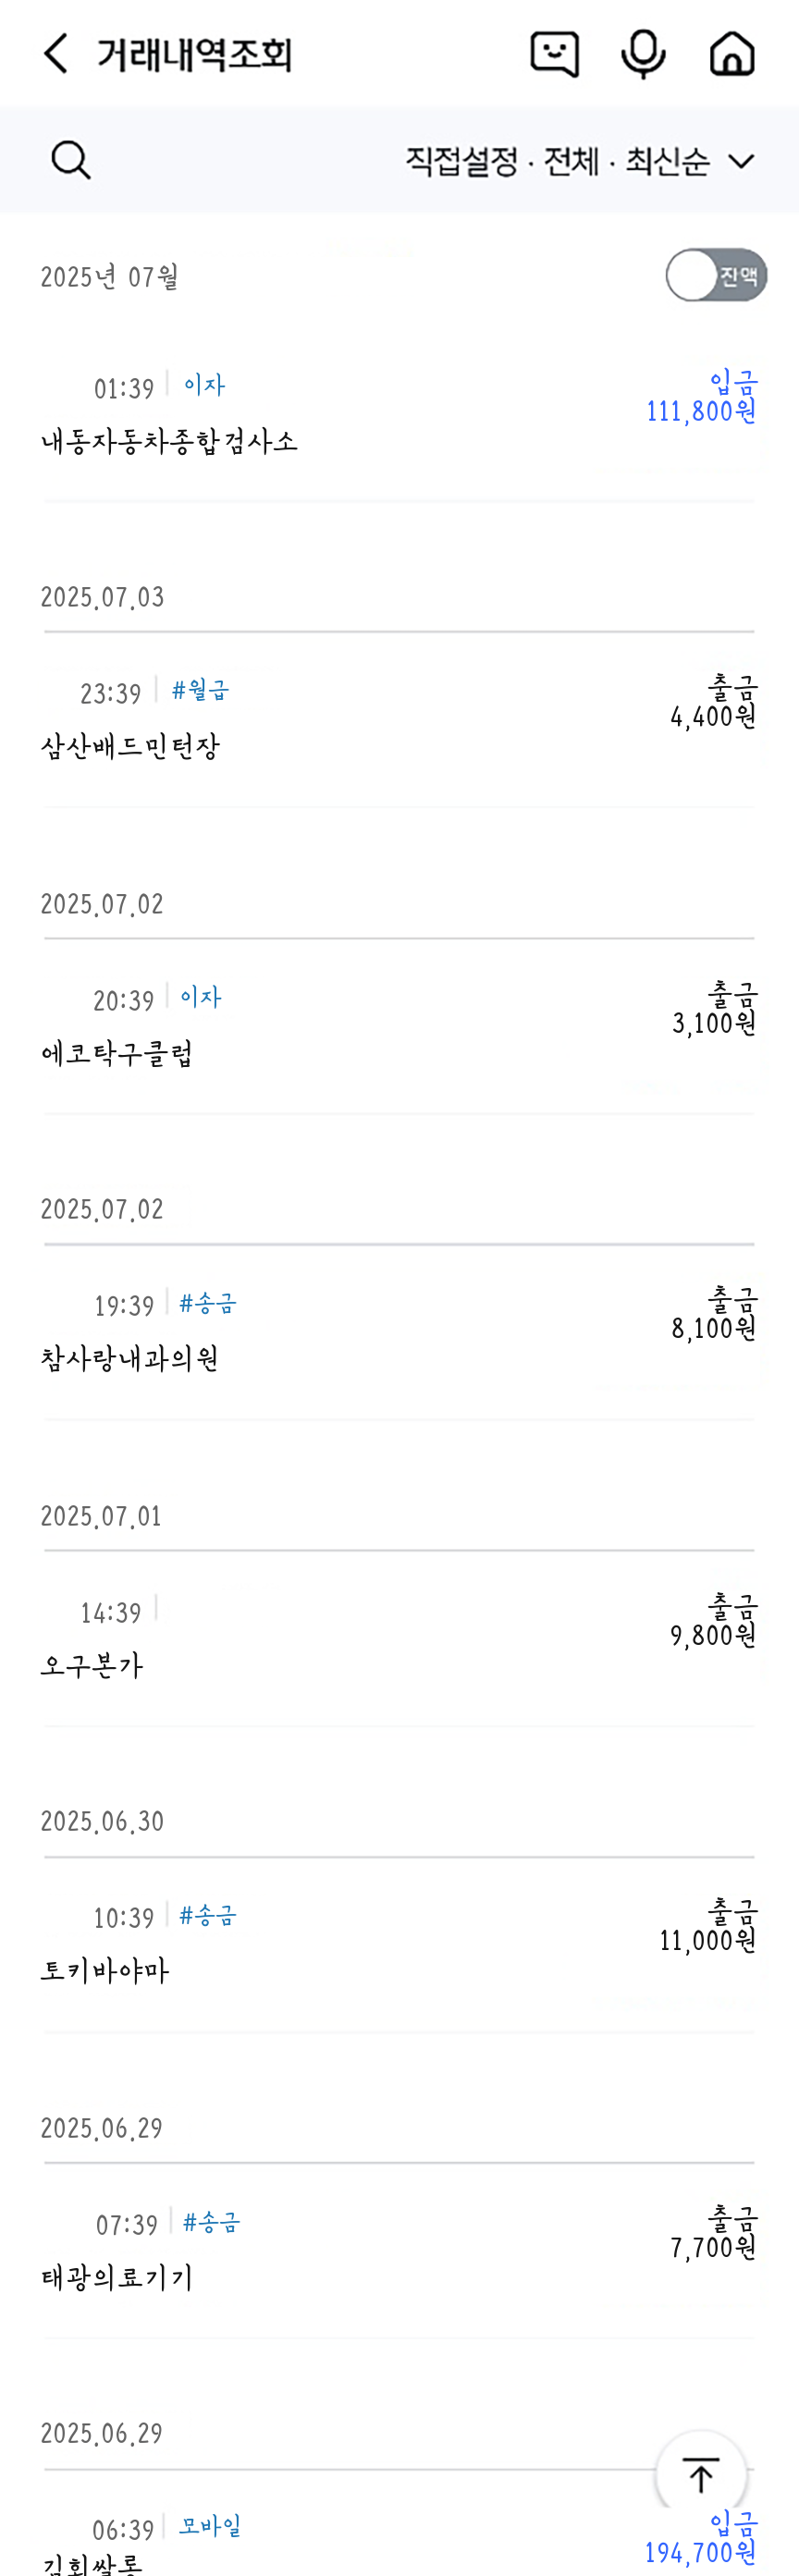 거래내역조회
직접설정 · 전체 · 최신순
2025년 07월 잔액
01:39 이자 입금
111,800원
내동자동차종합검사소
2025.07.03
23:39 #월급 출금
4,400원
삼산배드민턴장
2025.07.02
20:39 이자 출금
3,100원
에코탁구클럽
2025.07.02
19:39 #송금 출금
8,100원
참사랑내과의원
2025.07.01
14:39 출금
9,800원
오구본가
2025.06.30
10:39 #송금 출금
11,000원
토키바야마
2025.06.29
07:39 #송금 출금
7,700원
태광의료기기
2025.06.29
06:39 모바일 입금
194,700원